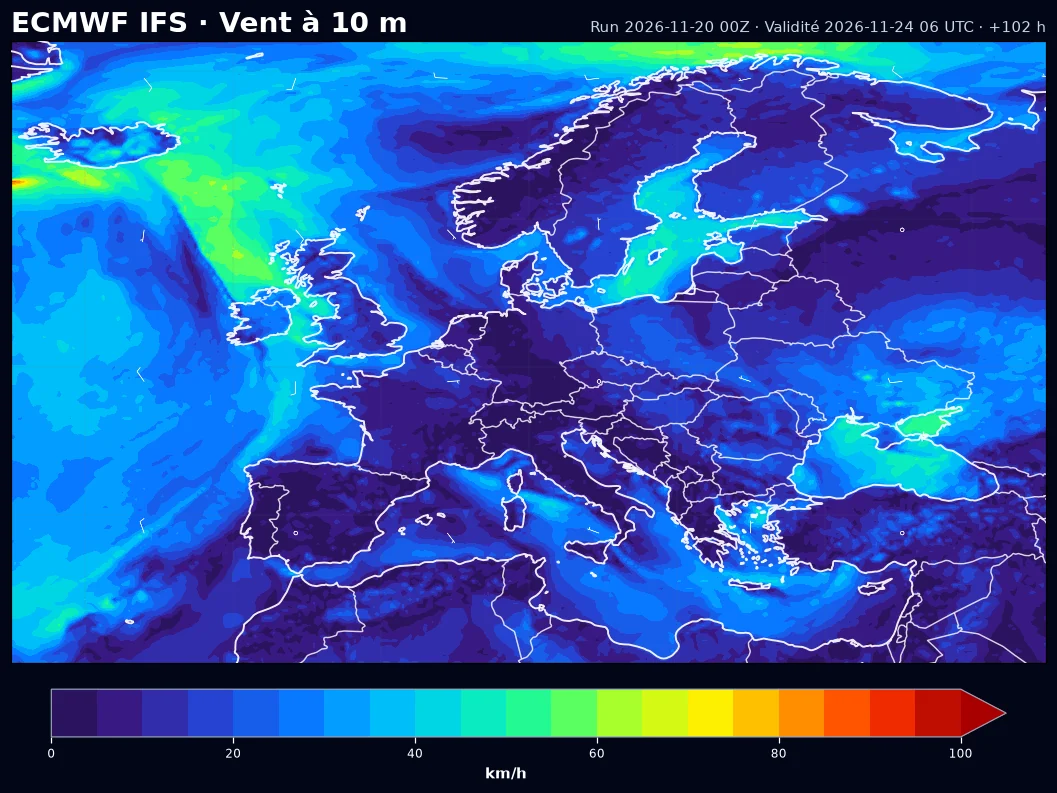 ECMWF IFS · Vent à 10 m
Run 2026-11-20 00Z · Validité 2026-11-24 06 UTC · +102 h
0 20 40 60 80 100
km/h